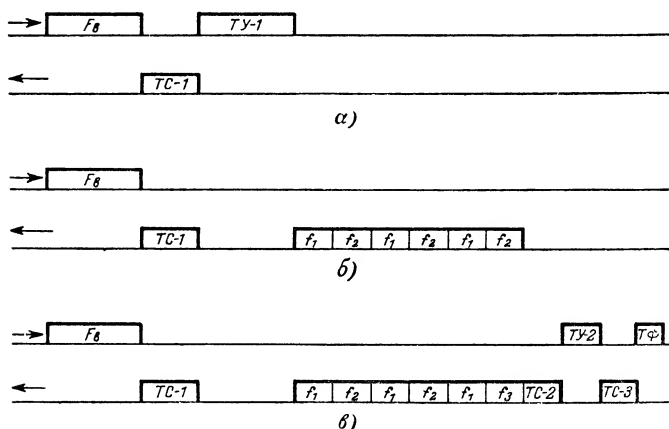 Fв ТУ-1
ТС-1
а)
Fв
ТС-1 f₁ f₂ f₁ f₂ f₁ f₂
б)
Fв ТУ-2 ТФ
ТС-1 f₁ f₂ f₁ f₂ f₁ f₃ ТС-2 ТС-3
в)